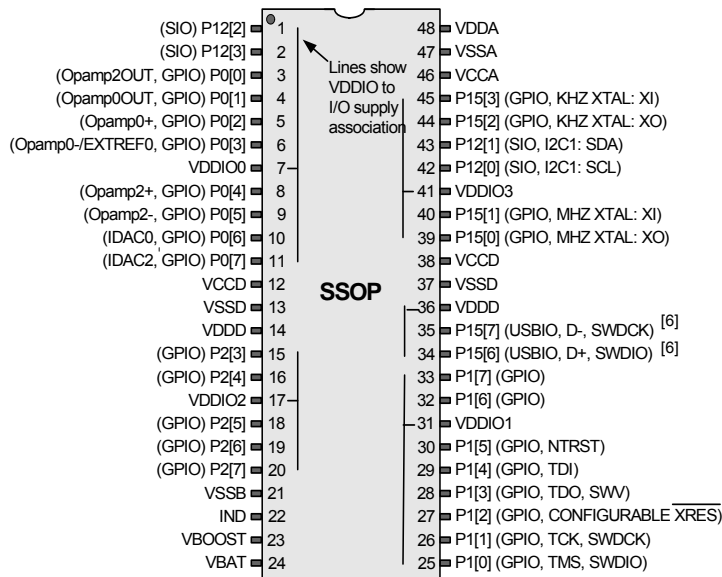 (SIO) P12[2] 1 48 VDDA
(SIO) P12[3] 2 47 VSSA
(Opamp2OUT, GPIO) P0[0] 3 46 VCCA
(Opamp0OUT, GPIO) P0[1] 4 45 P15[3] (GPIO, KHZ XTAL: XI)
(Opamp0+, GPIO) P0[2] 5 44 P15[2] (GPIO, KHZ XTAL: XO)
(Opamp0-/EXTREF0, GPIO) P0[3] 6 43 P12[1] (SIO, I2C1: SDA)
VDDIO0 7 42 P12[0] (SIO, I2C1: SCL)
(Opamp2+, GPIO) P0[4] 8 41 VDDIO3
(Opamp2-, GPIO) P0[5] 9 40 P15[1] (GPIO, MHZ XTAL: XI)
(IDAC0, GPIO) P0[6] 10 39 P15[0] (GPIO, MHZ XTAL: XO)
(IDAC2, GPIO) P0[7] 11 38 VCCD
VCCD 12 37 VSSD
VSSD 13 36 VDDD
VDDD 14 35 P15[7] (USBIO, D-, SWDCK) [6]
(GPIO) P2[3] 15 34 P15[6] (USBIO, D+, SWDIO) [6]
(GPIO) P2[4] 16 33 P1[7] (GPIO)
VDDIO2 17 32 P1[6] (GPIO)
(GPIO) P2[5] 18 31 VDDIO1
(GPIO) P2[6] 19 30 P1[5] (GPIO, NTRST)
(GPIO) P2[7] 20 29 P1[4] (GPIO, TDI)
VSSB 21 28 P1[3] (GPIO, TDO, SWV)
IND 22 27 P1[2] (GPIO, CONFIGURABLE XRES)
VBOOST 23 26 P1[1] (GPIO, TCK, SWDCK)
VBAT 24 25 P1[0] (GPIO, TMS, SWDIO)
Lines show
VDDIO to
I/O supply
association
SSOP